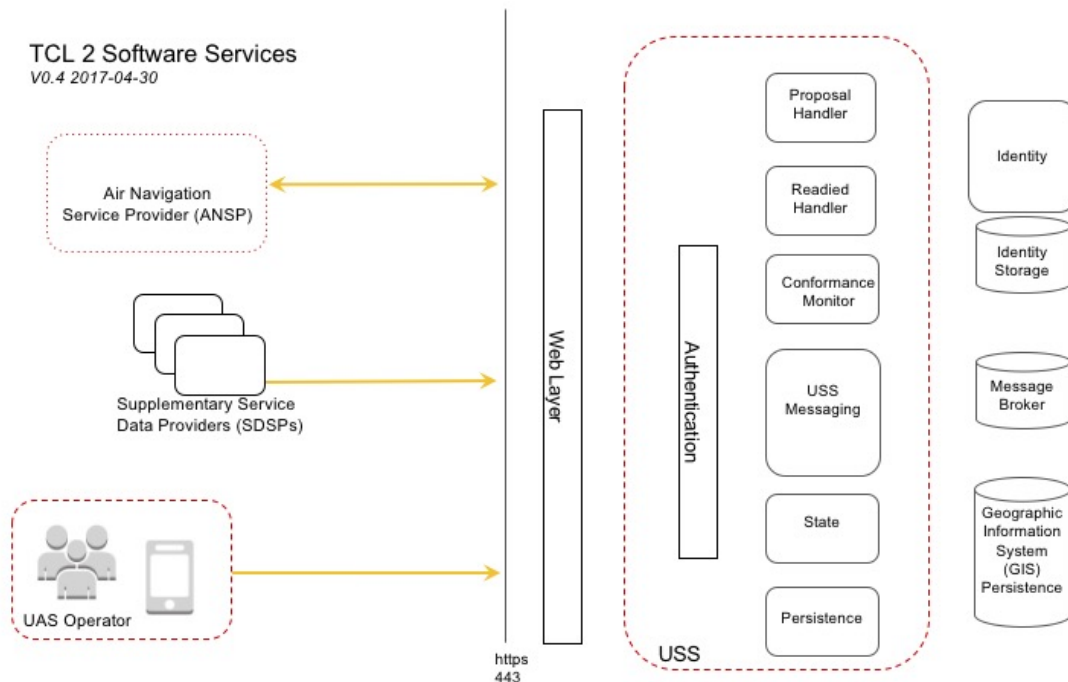 TCL 2 Software Services
V0.4 2017-04-30
Air Navigation
Service Provider (ANSP)
Supplementary Service
Data Providers (SDSPs)
UAS Operator
https
443
Web Layer
Authentication
Proposal
Handler
Readied
Handler
Conformance
Monitor
USS
Messaging
State
Persistence
USS
Identity
Identity
Storage
Message
Broker
Geographic
Information
System
(GIS)
Persistence